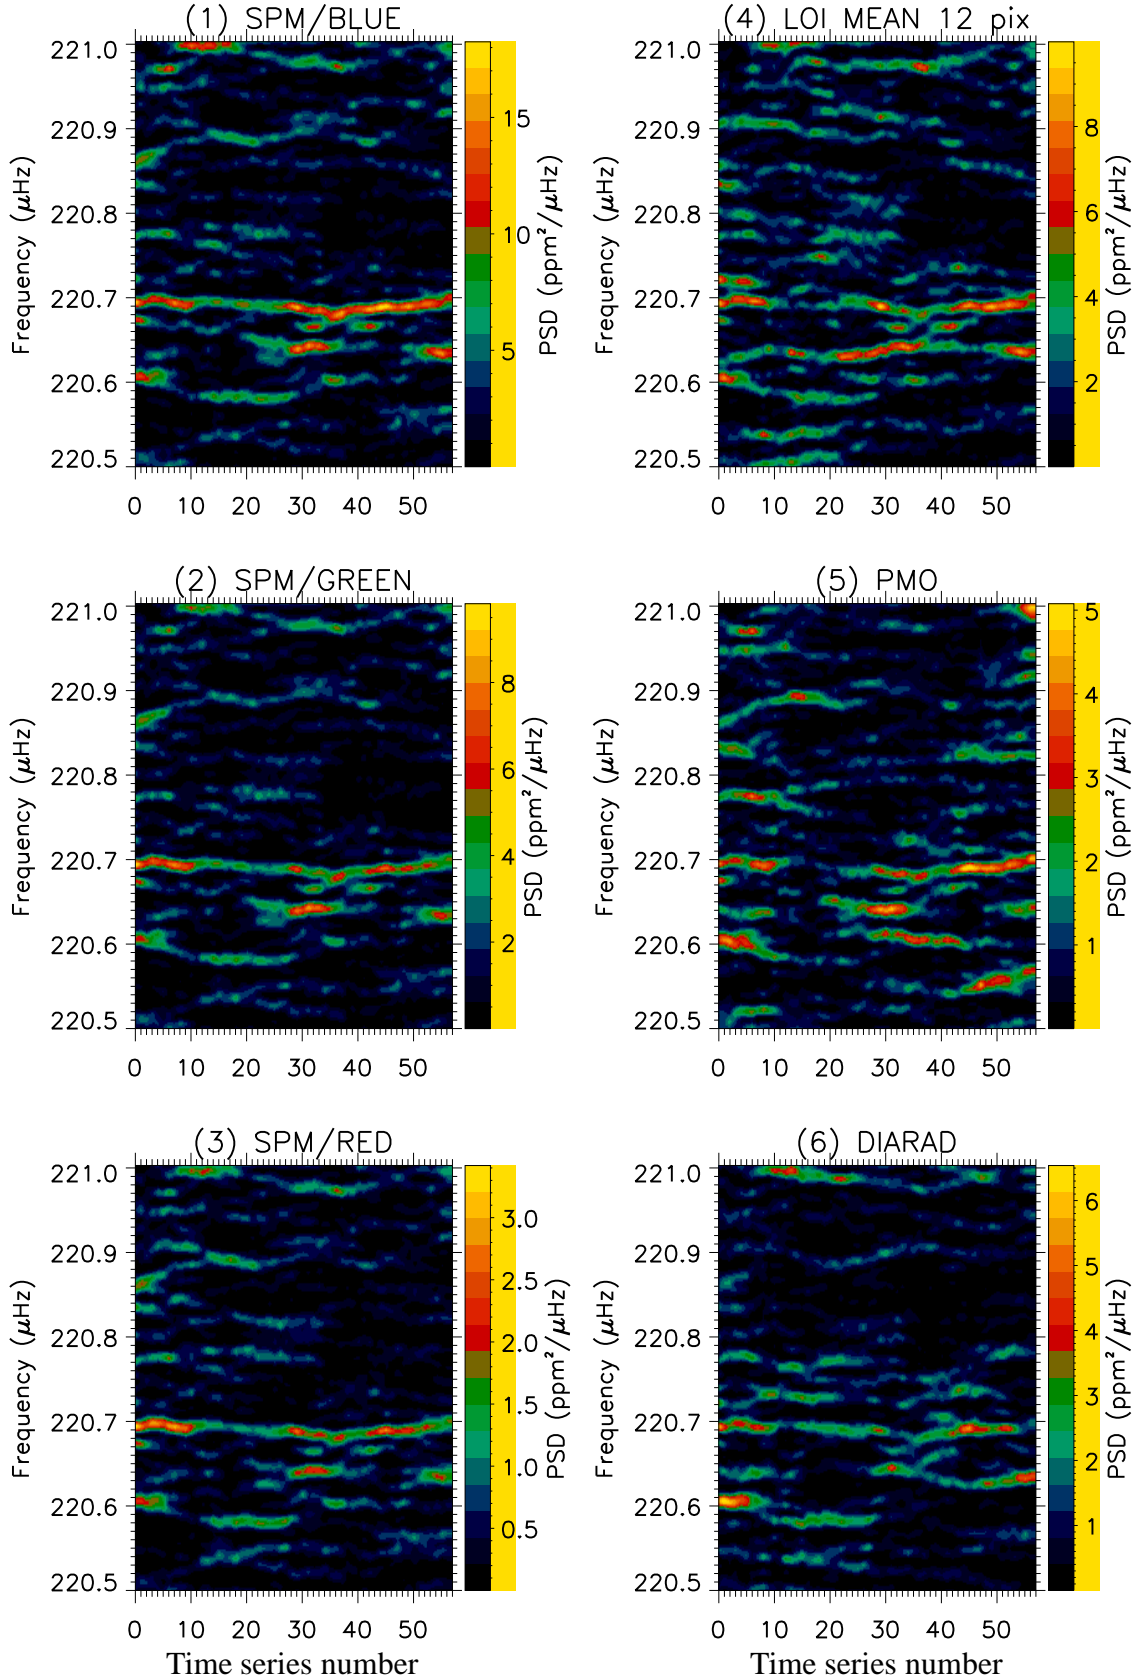 (1) SPM/BLUE
221.0
220.9
220.8
220.7
220.6
220.5
Frequency (μHz)
0 10 20 30 40 50
15
10
5
PSD (ppm²/μHz)
(4) LOI MEAN 12 pix
221.0
220.9
220.8
220.7
220.6
220.5
Frequency (μHz)
0 10 20 30 40 50
8
6
4
2
PSD (ppm²/μHz)
(2) SPM/GREEN
221.0
220.9
220.8
220.7
220.6
220.5
Frequency (μHz)
0 10 20 30 40 50
8
6
4
2
PSD (ppm²/μHz)
(5) PMO
221.0
220.9
220.8
220.7
220.6
220.5
Frequency (μHz)
0 10 20 30 40 50
5
4
3
2
1
PSD (ppm²/μHz)
(3) SPM/RED
221.0
220.9
220.8
220.7
220.6
220.5
Frequency (μHz)
0 10 20 30 40 50
Time series number
3.0
2.5
2.0
1.5
1.0
0.5
PSD (ppm²/μHz)
(6) DIARAD
221.0
220.9
220.8
220.7
220.6
220.5
Frequency (μHz)
0 10 20 30 40 50
Time series number
6
5
4
3
2
1
PSD (ppm²/μHz)